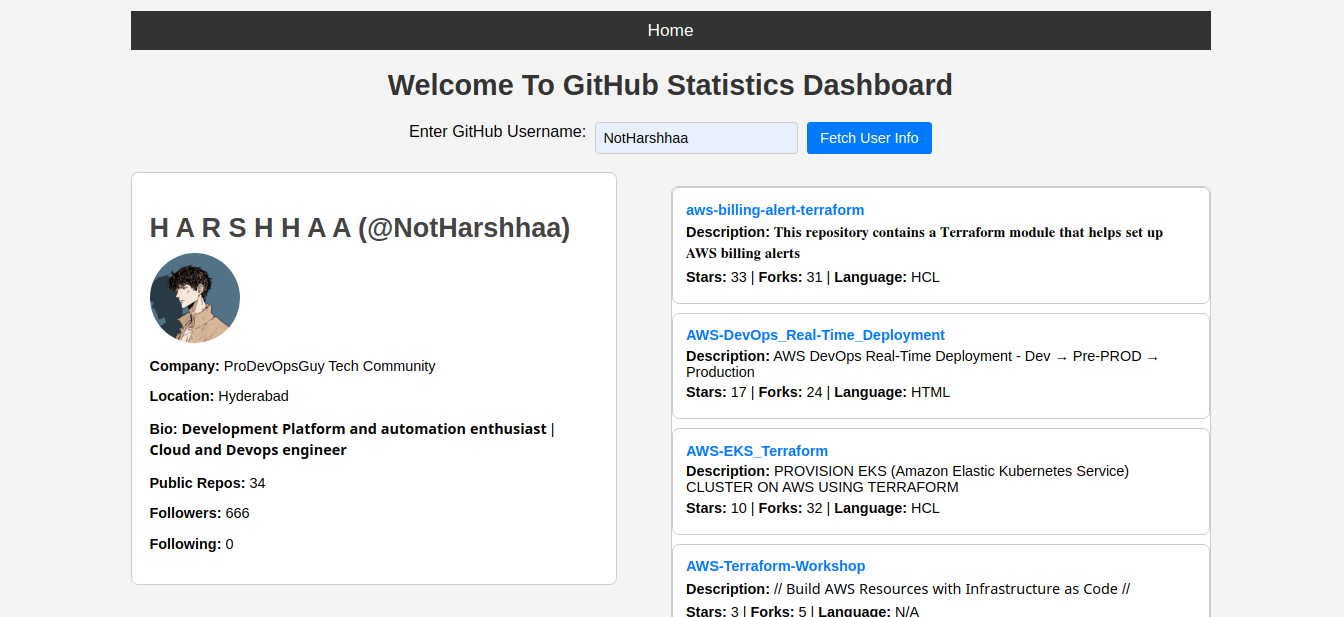 Home
Welcome To GitHub Statistics Dashboard
Enter GitHub Username: NotHarshhaa Fetch User Info
H A R S H H A A (@NotHarshhaa)
Company: ProDevOpsGuy Tech Community
Location: Hyderabad
Bio: Development Platform and automation enthusiast |
Cloud and Devops engineer
Public Repos: 34
Followers: 666
Following: 0
aws-billing-alert-terraform
Description: This repository contains a Terraform module that helps set up
AWS billing alerts
Stars: 33 | Forks: 31 | Language: HCL
AWS-DevOps_Real-Time_Deployment
Description: AWS DevOps Real-Time Deployment - Dev → Pre-PROD →
Production
Stars: 17 | Forks: 24 | Language: HTML
AWS-EKS_Terraform
Description: PROVISION EKS (Amazon Elastic Kubernetes Service)
CLUSTER ON AWS USING TERRAFORM
Stars: 10 | Forks: 32 | Language: HCL
AWS-Terraform-Workshop
Description: // Build AWS Resources with Infrastructure as Code //
Stars: 3 | Forks: 5 | Language: N/A